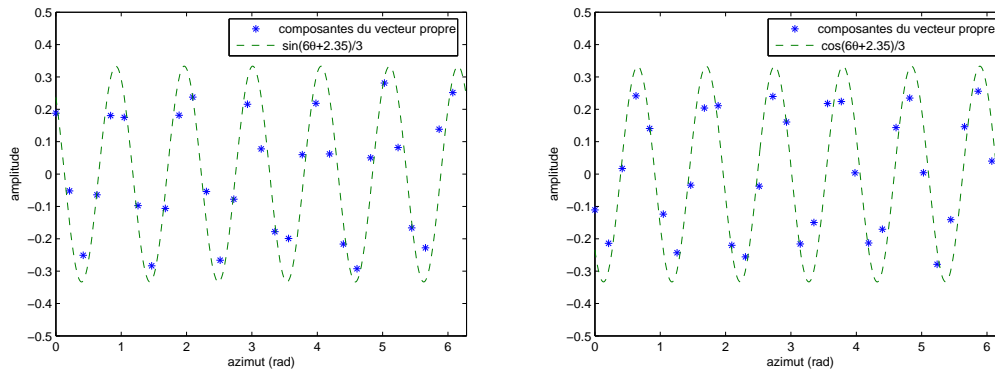 0.5
0.4
0.3
0.2
0.1
0
−0.1
−0.2
−0.3
−0.4
−0.5
amplitude
0 1 2 3 4 5 6
azimut (rad)
composantes du vecteur propre
sin(6θ+2.35)/3
0.5
0.4
0.3
0.2
0.1
0
−0.1
−0.2
−0.3
−0.4
−0.5
amplitude
0 1 2 3 4 5 6
azimut (rad)
composantes du vecteur propre
cos(6θ+2.35)/3